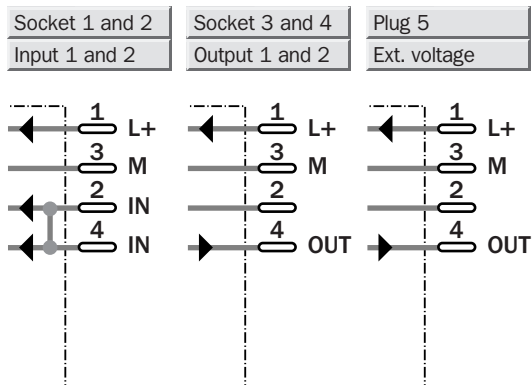 Socket 1 and 2
Input 1 and 2
1
L+
3
M
2
IN
4
IN
Socket 3 and 4
Output 1 and 2
1
L+
3
M
2
4
OUT
Plug 5
Ext. voltage
1
L+
3
M
2
4
OUT